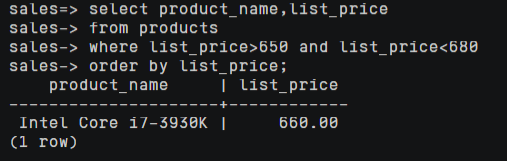 sales=> select product_name,list_price
sales-> from products
sales-> where list_price>650 and list_price<680
sales-> order by list_price;
    product_name     | list_price
---------------------+------------
 Intel Core i7-3930K |     660.00
(1 row)